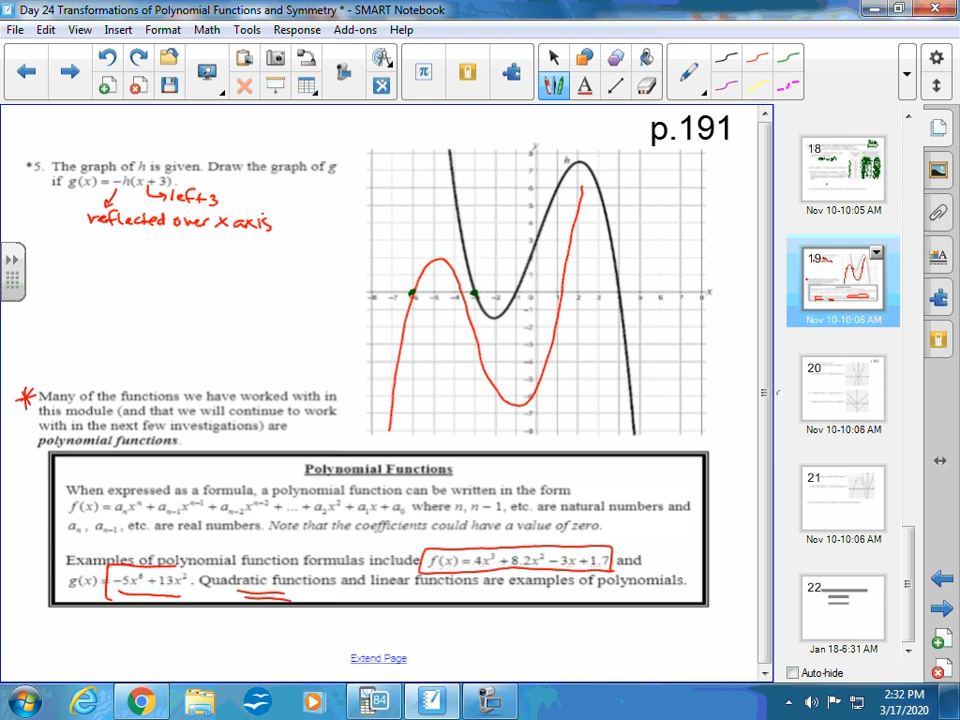 Day 24 Transformations of Polynomial Functions and Symmetry * - SMART Notebook
File Edit View Insert Format Math Tools Response Add-ons Help
p.191
*5. The graph of h is given. Draw the graph of g
if g(x) = -h(x + 3).
left 3
reflected over x axis
y
h
x
Many of the functions we have worked with in
this module (and that we will continue to work
with in the next few investigations) are
polynomial functions.
Polynomial Functions
When expressed as a formula, a polynomial function can be written in the form
f(x) = aₙxⁿ + aₙ₋₁xⁿ⁻¹ + aₙ₋₂xⁿ⁻² + ... + a₂x² + a₁x + a₀ where n, n − 1, etc. are natural numbers and
aₙ, aₙ₋₁, etc. are real numbers. Note that the coefficients could have a value of zero.
Examples of polynomial function formulas include f(x) = 4x³ + 8.2x² − 3x + 1.7 and
g(x) = −5x⁶ + 13x². Quadratic functions and linear functions are examples of polynomials.
Extend Page
18
Nov 10-10:05 AM
19
Nov 10-10:06 AM
20
Nov 10-10:06 AM
21
Nov 10-10:06 AM
22
Jan 18-6:31 AM
Auto-hide
84
2:32 PM
3/17/2020